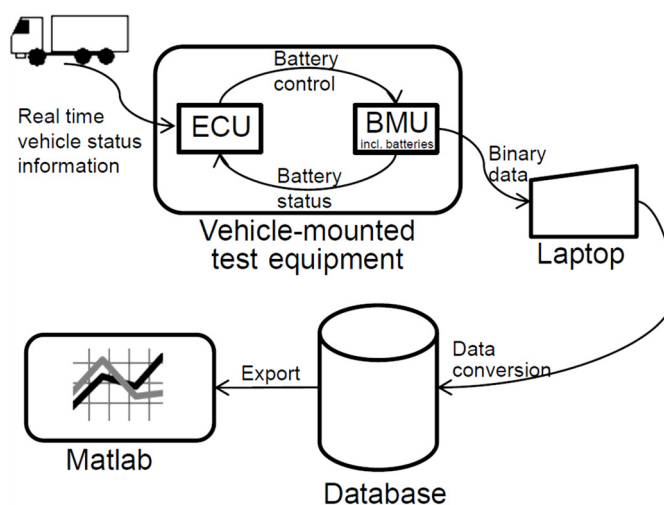 Battery
control
Real time
vehicle status
information
ECU
BMU
incl. batteries
Battery
status
Binary
data
Vehicle-mounted
test equipment
Laptop
Data
conversion
Export
Matlab
Database